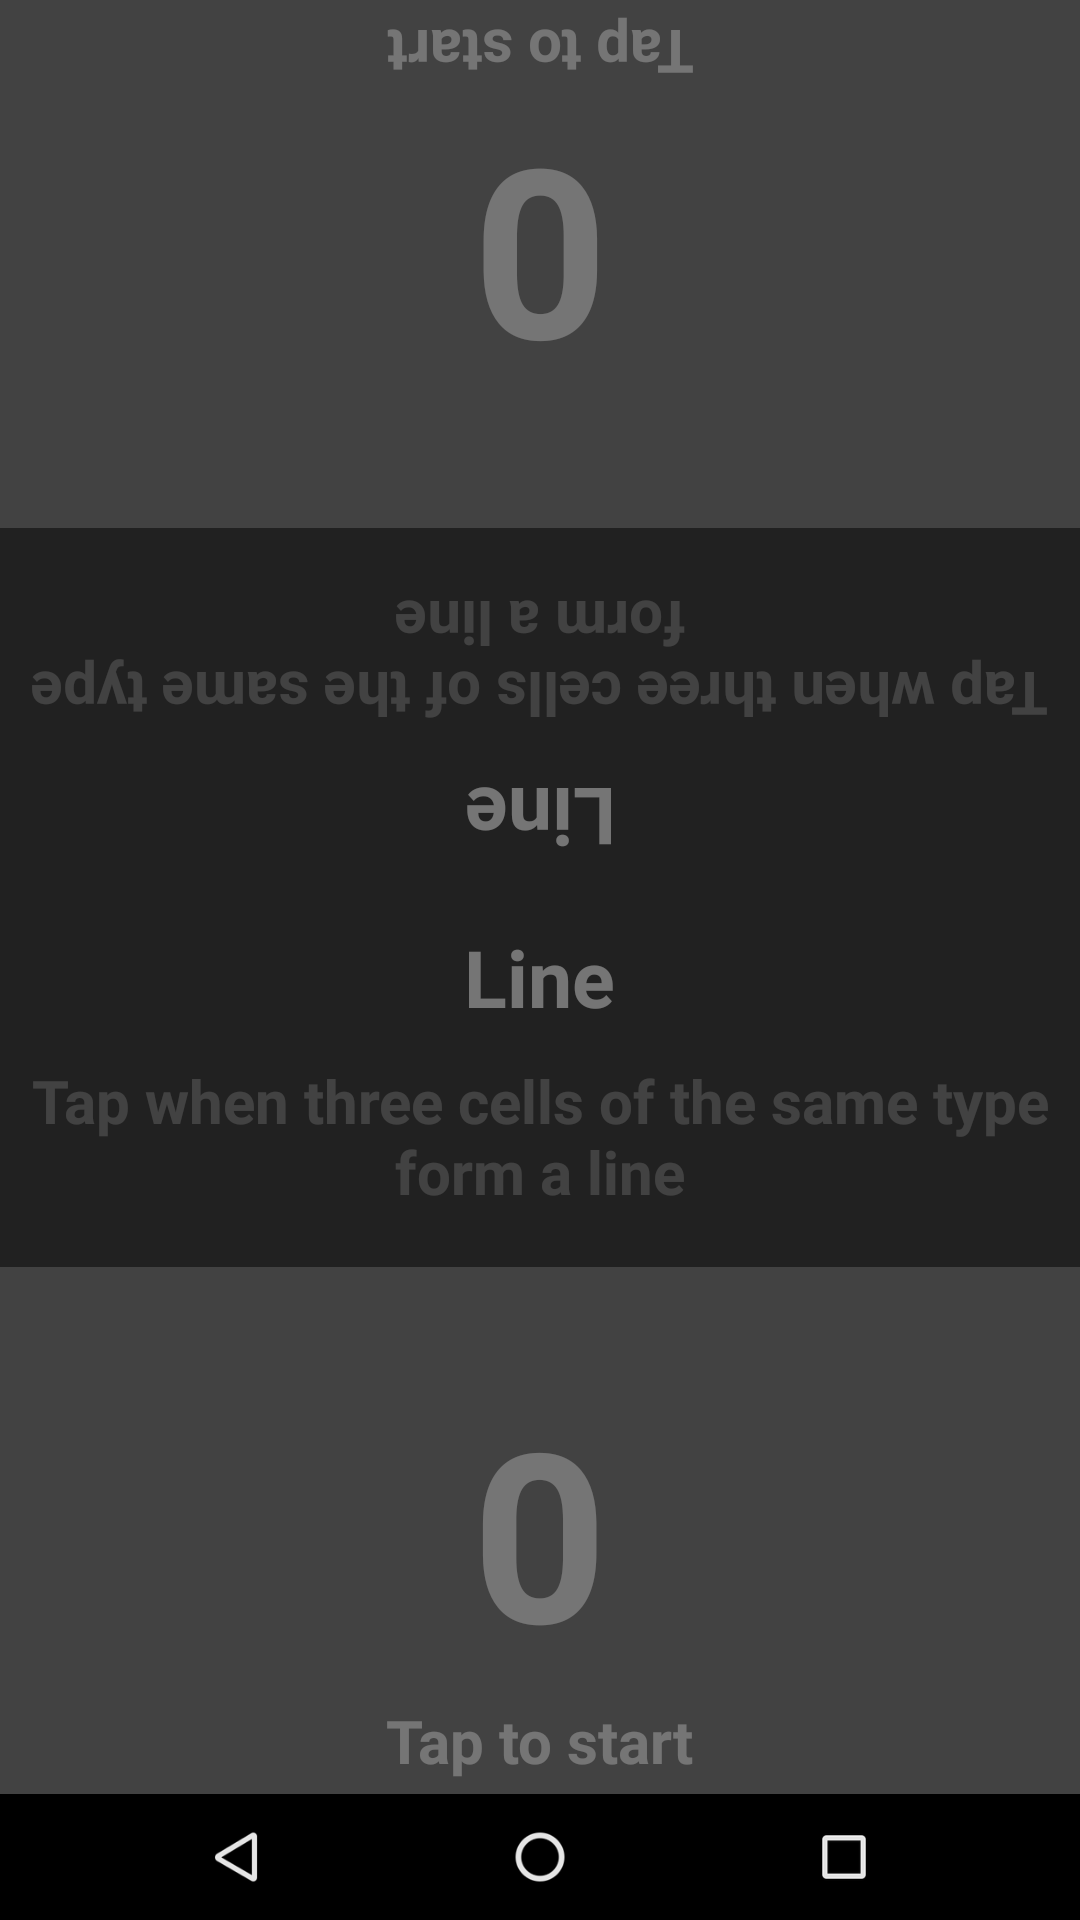 Tap to start
0
Tap when three cells of the same type
form a line
Line
Line
Tap when three cells of the same type
form a line
0
Tap to start